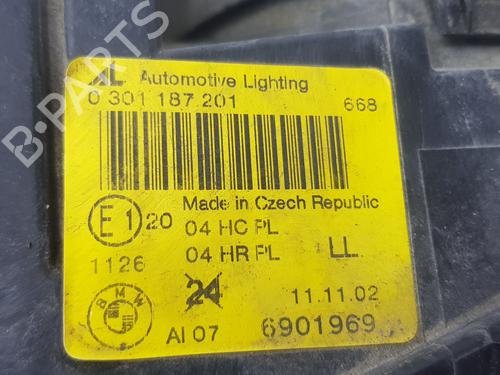 AL Automotive Lighting
0 301 187 201 668
Made in Czech Republic
E1 20 04 HC PL
1126 04 HR PL LL
24 11.11.02
BMW AI 07 6901969
B-PARTS